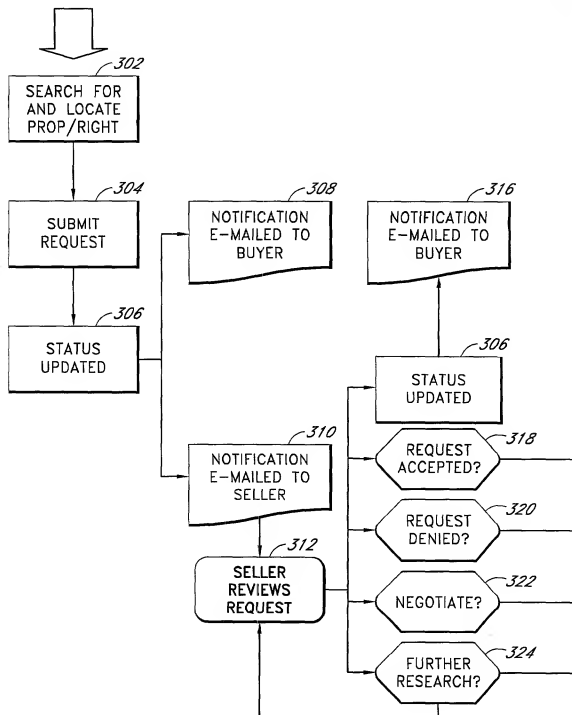 302
SEARCH FOR
AND LOCATE
PROP/RIGHT
304
SUBMIT
REQUEST
306
STATUS
UPDATED
308
NOTIFICATION
E-MAILED TO
BUYER
310
NOTIFICATION
E-MAILED TO
SELLER
312
SELLER
REVIEWS
REQUEST
316
NOTIFICATION
E-MAILED TO
BUYER
306
STATUS
UPDATED
318
REQUEST
ACCEPTED?
320
REQUEST
DENIED?
322
NEGOTIATE?
324
FURTHER
RESEARCH?